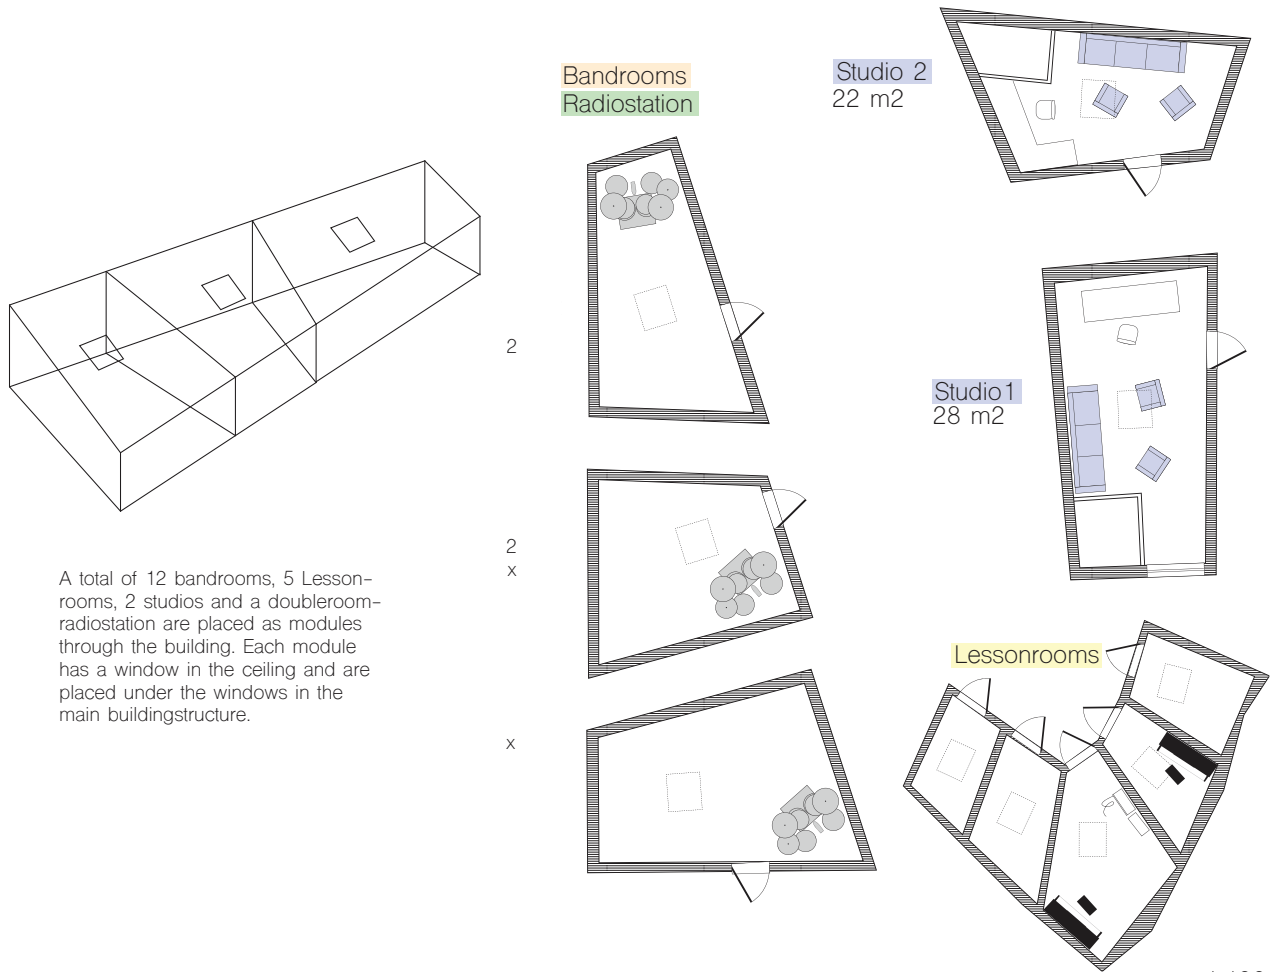 Bandrooms
Radiostation
Studio 2
22 m2
2
Studio1
28 m2
2
x
A total of 12 bandrooms, 5 Lesson-
rooms, 2 studios and a doubleroom-
radiostation are placed as modules
through the building. Each module
has a window in the ceiling and are
placed under the windows in the
main buildingstructure.
Lessonrooms
x